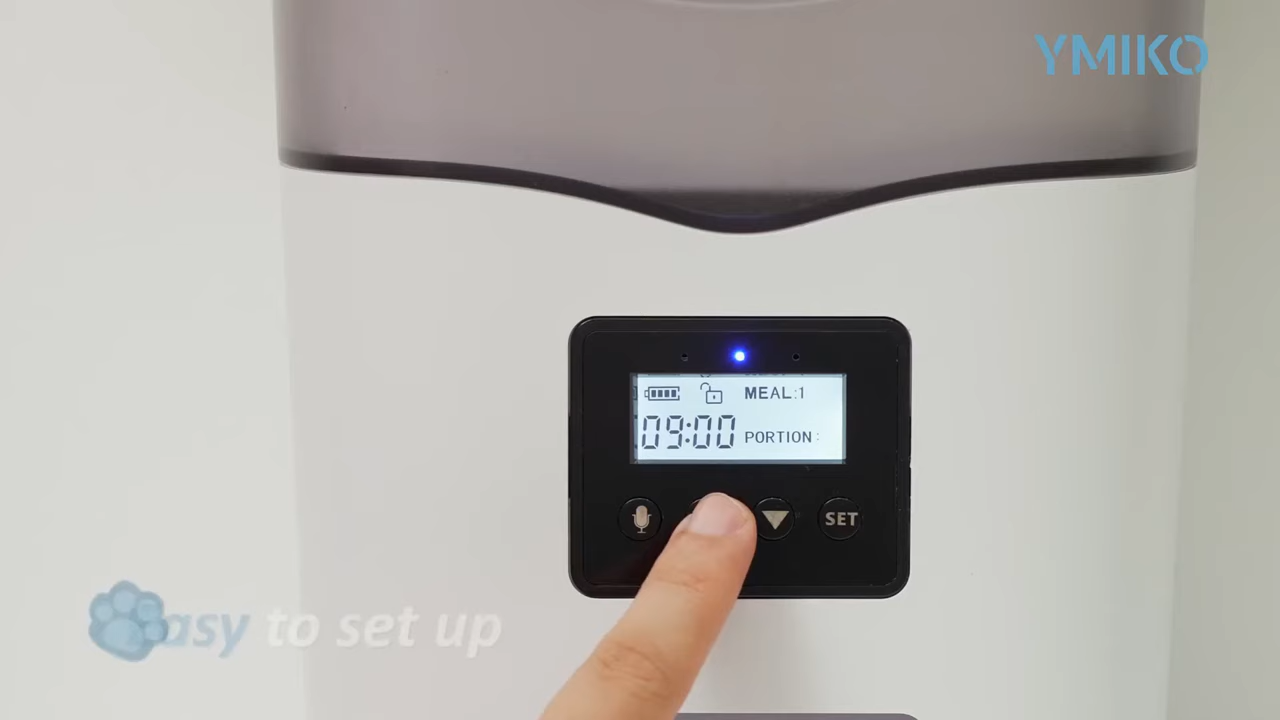 YMIKO
MEAL:1
09:00
PORTION:
SET
asy to set up